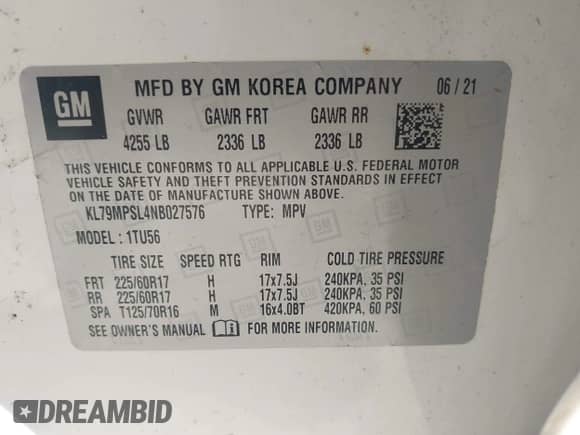 GM MFD BY GM KOREA COMPANY 06 / 21
GVWR GAWR FRT GAWR RR
4255 LB 2336 LB 2336 LB
THIS VEHICLE CONFORMS TO ALL APPLICABLE U.S. FEDERAL MOTOR
VEHICLE SAFETY AND THEFT PREVENTION STANDARDS IN EFFECT
ON THE DATE OF MANUFACTURE SHOWN ABOVE.
KL79MPSL4NB027576 TYPE: MPV
MODEL : 1TU56
TIRE SIZE SPEED RTG RIM COLD TIRE PRESSURE
FRT 225/60R17 H 17x7.5J 240KPA, 35 PSI
RR 225/60R17 H 17x7.5J 240KPA, 35 PSI
SPA T125/70R16 M 16x4.0BT 420KPA, 60 PSI
SEE OWNER'S MANUAL FOR MORE INFORMATION
DREAMBID